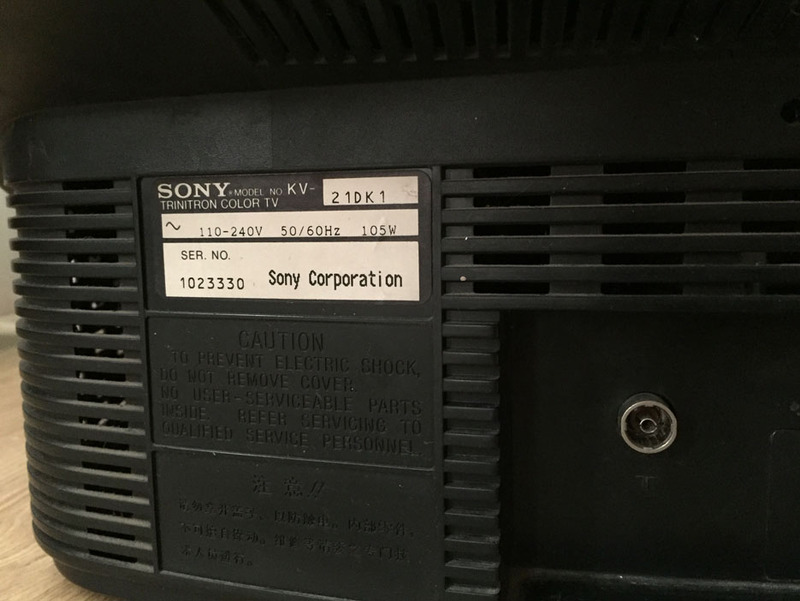 SONY ®MODEL NO. KV- 21DK1
TRINITRON COLOR TV
~ 110-240V 50/60Hz 105W
SER. NO.
1023330 Sony Corporation
CAUTION
TO PREVENT ELECTRIC SHOCK,
DO NOT REMOVE COVER.
NO USER-SERVICEABLE PARTS
INSIDE. REFER SERVICING TO
QUALIFIED SERVICE PERSONNEL.
注意//